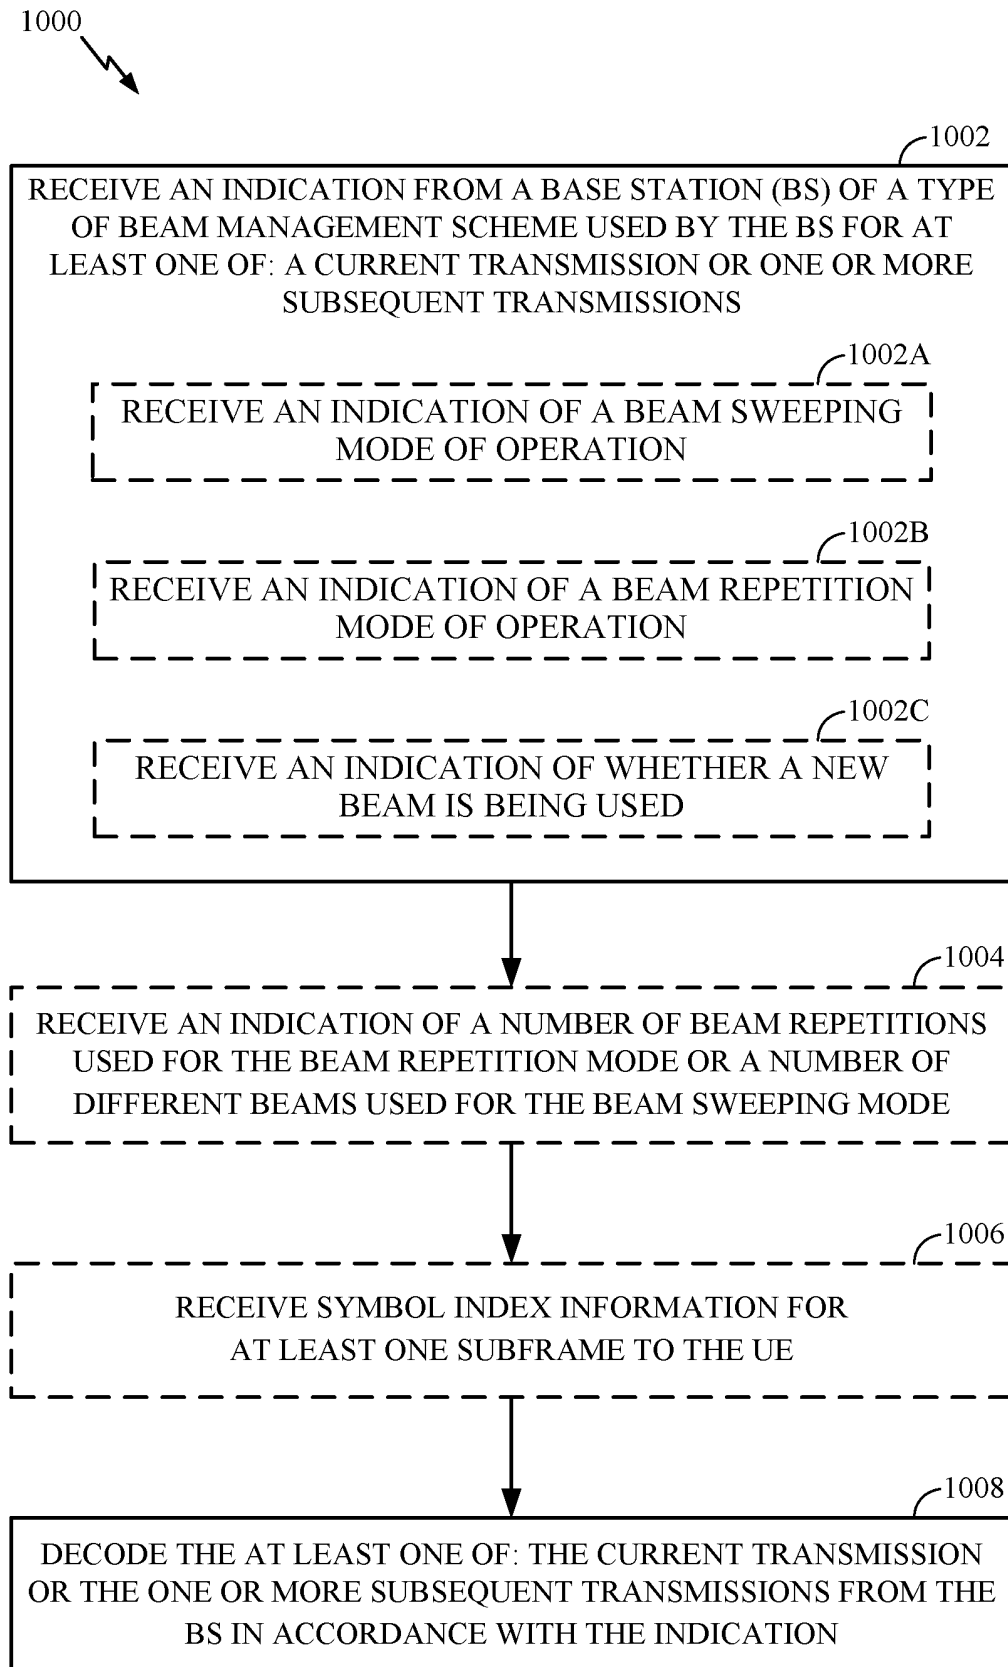 1000
1002
RECEIVE AN INDICATION FROM A BASE STATION (BS) OF A TYPE
OF BEAM MANAGEMENT SCHEME USED BY THE BS FOR AT
LEAST ONE OF: A CURRENT TRANSMISSION OR ONE OR MORE
SUBSEQUENT TRANSMISSIONS
1002A
RECEIVE AN INDICATION OF A BEAM SWEEPING
MODE OF OPERATION
1002B
RECEIVE AN INDICATION OF A BEAM REPETITION
MODE OF OPERATION
1002C
RECEIVE AN INDICATION OF WHETHER A NEW
BEAM IS BEING USED
1004
RECEIVE AN INDICATION OF A NUMBER OF BEAM REPETITIONS
USED FOR THE BEAM REPETITION MODE OR A NUMBER OF
DIFFERENT BEAMS USED FOR THE BEAM SWEEPING MODE
1006
RECEIVE SYMBOL INDEX INFORMATION FOR
AT LEAST ONE SUBFRAME TO THE UE
1008
DECODE THE AT LEAST ONE OF: THE CURRENT TRANSMISSION
OR THE ONE OR MORE SUBSEQUENT TRANSMISSIONS FROM THE
BS IN ACCORDANCE WITH THE INDICATION